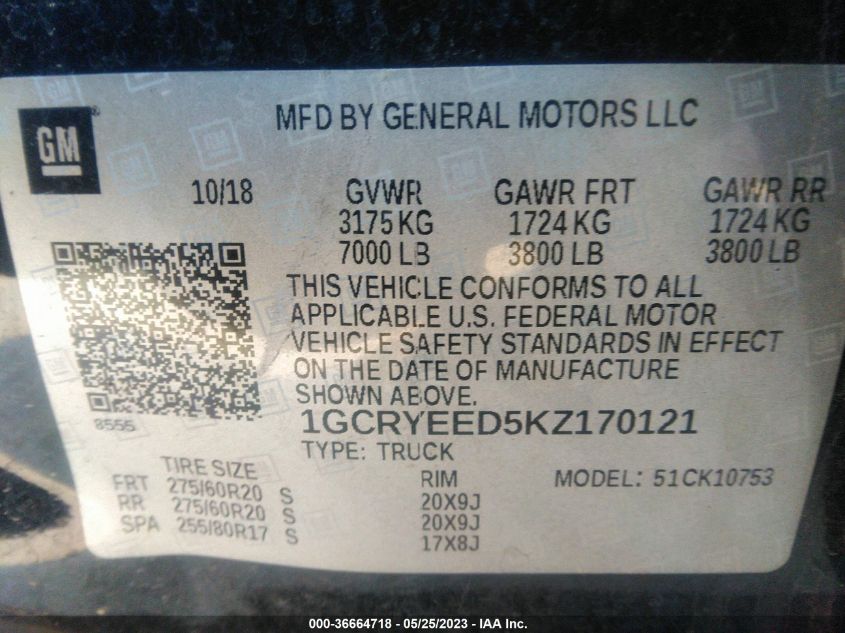 GM
®
MFD BY GENERAL MOTORS LLC
10/18 GVWR GAWR FRT GAWR RR
3175 KG 1724 KG 1724 KG
7000 LB 3800 LB 3800 LB
THIS VEHICLE CONFORMS TO ALL
APPLICABLE U.S. FEDERAL MOTOR
VEHICLE SAFETY STANDARDS IN EFFECT
ON THE DATE OF MANUFACTURE
SHOWN ABOVE.
8555
1GCRYEED5KZ170121
TYPE: TRUCK
TIRE SIZE RIM MODEL: 51CK10753
FRT 275/60R20 S 20X9J
RR 275/60R20 S 20X9J
SPA 255/80R17 S 17X8J
000-36664718 - 05/25/2023 - IAA Inc.